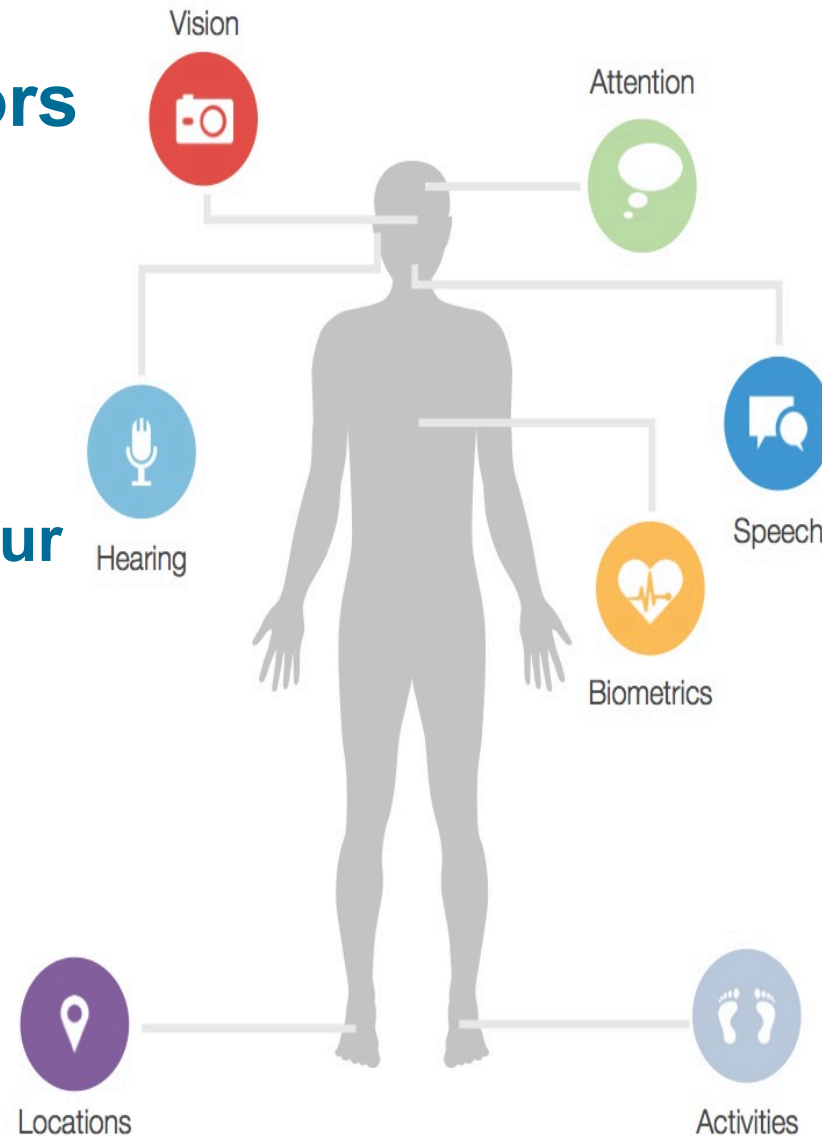 Vision
ors
Attention
ur
Hearing
Speech
Biometrics
Locations
Activities